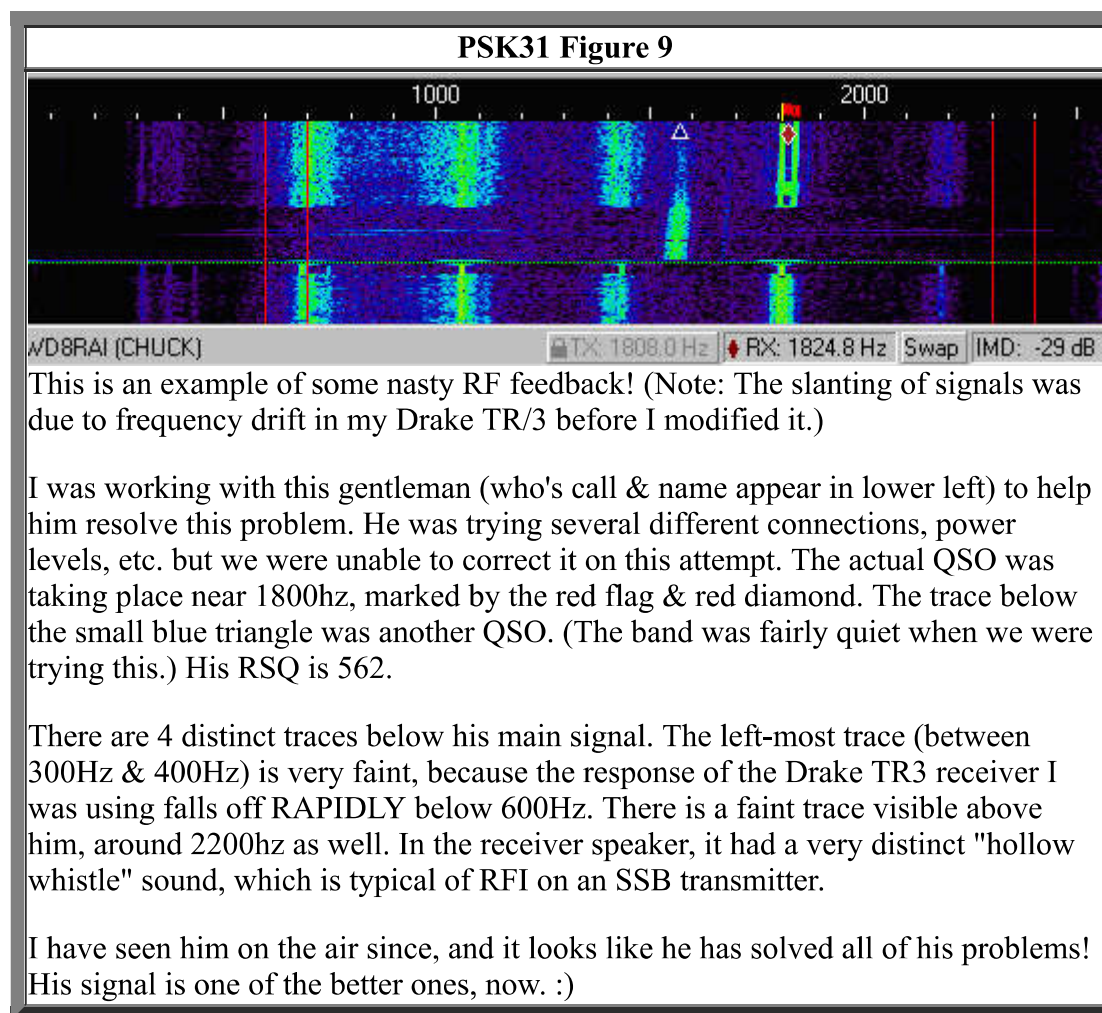 PSK31 Figure 9
1000 2000
WD8RAI (CHUCK) TX: 1808.0 Hz RX: 1824.8 Hz Swap IMD: -29 dB
This is an example of some nasty RF feedback! (Note: The slanting of signals was
due to frequency drift in my Drake TR/3 before I modified it.)
I was working with this gentleman (who's call & name appear in lower left) to help
him resolve this problem. He was trying several different connections, power
levels, etc. but we were unable to correct it on this attempt. The actual QSO was
taking place near 1800hz, marked by the red flag & red diamond. The trace below
the small blue triangle was another QSO. (The band was fairly quiet when we were
trying this.) His RSQ is 562.
There are 4 distinct traces below his main signal. The left-most trace (between
300Hz & 400Hz) is very faint, because the response of the Drake TR3 receiver I
was using falls off RAPIDLY below 600Hz. There is a faint trace visible above
him, around 2200hz as well. In the receiver speaker, it had a very distinct "hollow
whistle" sound, which is typical of RFI on an SSB transmitter.
I have seen him on the air since, and it looks like he has solved all of his problems!
His signal is one of the better ones, now. :)